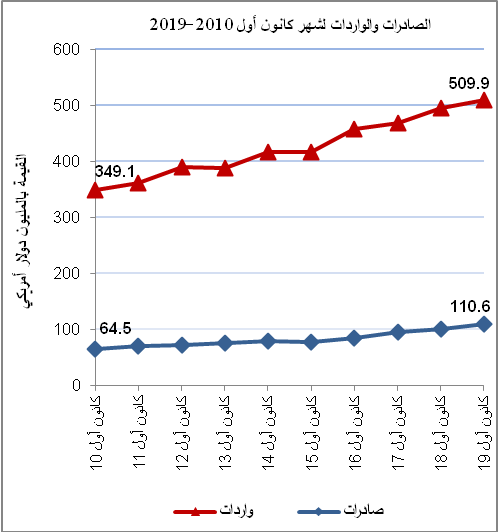 الصادرات والواردات لشهر كانون أول 2010-2019
القيمة بالمليون دولار أمريكي
600
500
400
300
200
100
0
509.9
349.1
110.6
64.5
كانون أول 10
كانون أول 11
كانون أول 12
كانون أول 13
كانون أول 14
كانون أول 15
كانون أول 16
كانون أول 17
كانون أول 18
كانون أول 19
واردات
صادرات